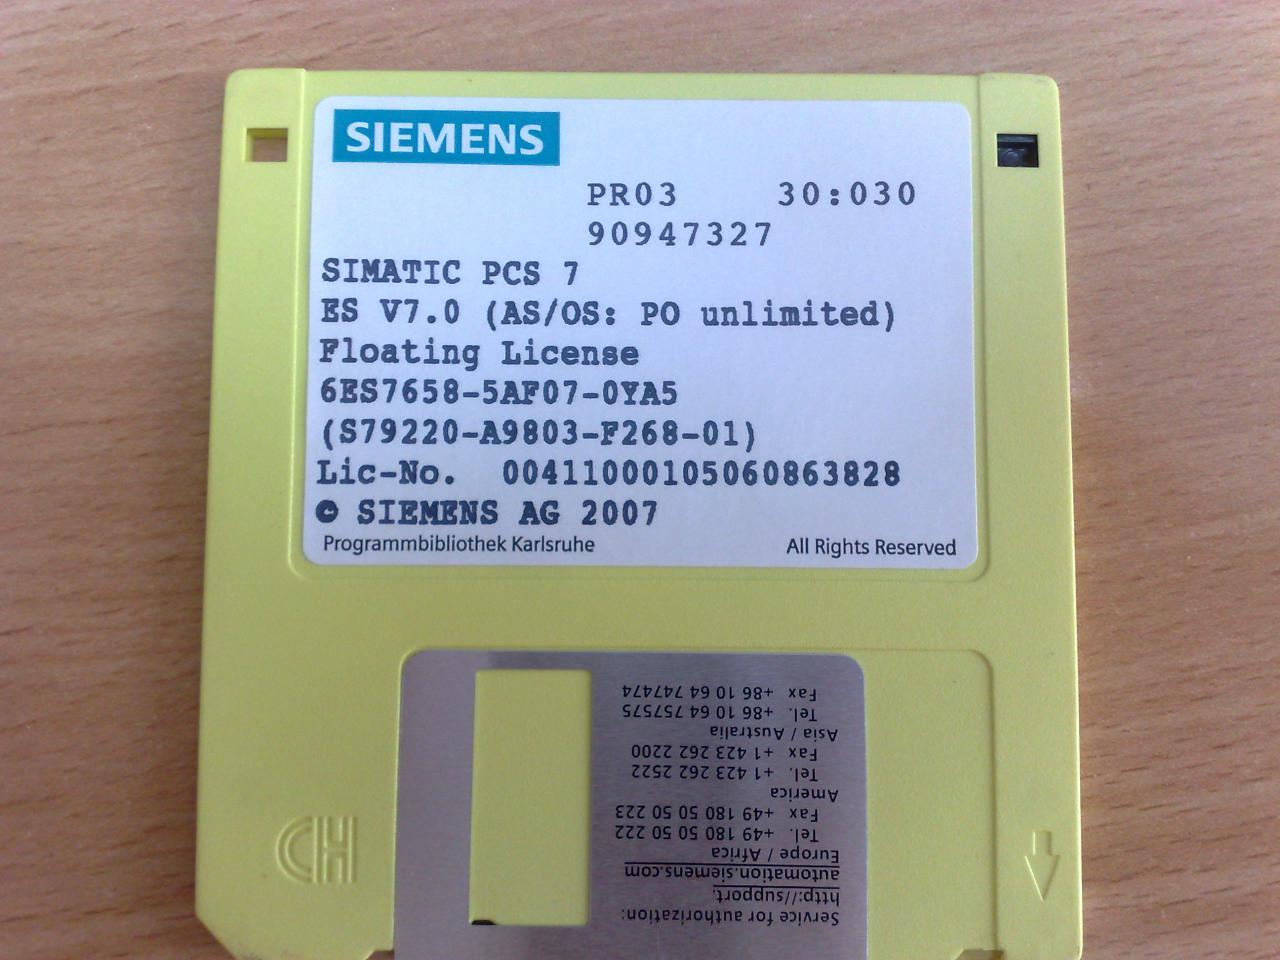 SIEMENS
PR03 30:030
90947327
SIMATIC PCS 7
ES V7.0 (AS/OS: PO unlimited)
Floating License
6ES7658-5AF07-0YA5
(S79220-A9803-F268-01)
Lic-No. 00411000105060863828
© SIEMENS AG 2007
Programmbibliothek Karlsruhe All Rights Reserved
CH
Service for authorization:
http://support.
automation.siemens.com
Europe / Africa
Tel. +49 180 50 50 222
Fax +49 180 50 50 223
America
Tel. +1 423 262 2522
Fax +1 423 262 2200
Asia / Australia
Tel. +86 10 64 757575
Fax +86 10 64 747474